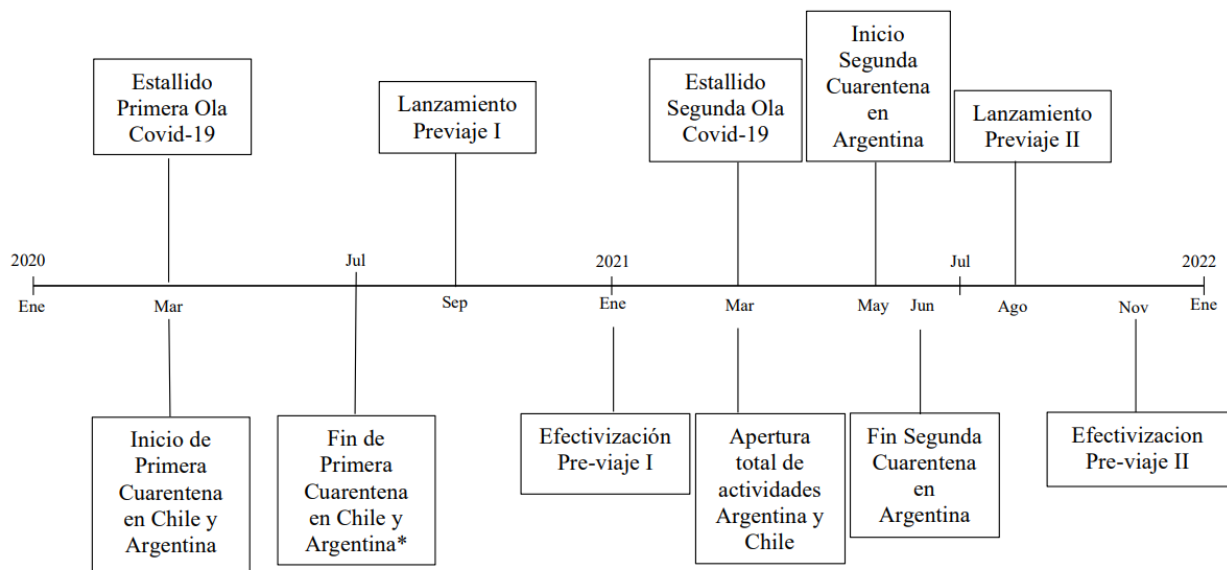 Estallido
Primera Ola
Covid-19
Lanzamiento
Previaje I
Estallido
Segunda Ola
Covid-19
Inicio
Segunda
Cuarentena
en
Argentina
Lanzamiento
Previaje II
2020
Jul
2021
Jul
2022
Ene
Mar
Sep
Ene
Mar
May
Jun
Ago
Nov
Ene
Inicio de
Primera
Cuarentena
en Chile y
Argentina
Fin de
Primera
Cuarentena
en Chile y
Argentina*
Efectivización
Pre-viaje I
Apertura
total de
actividades
Argentina y
Chile
Fin Segunda
Cuarentena
en
Argentina
Efectivizacion
Pre-viaje II